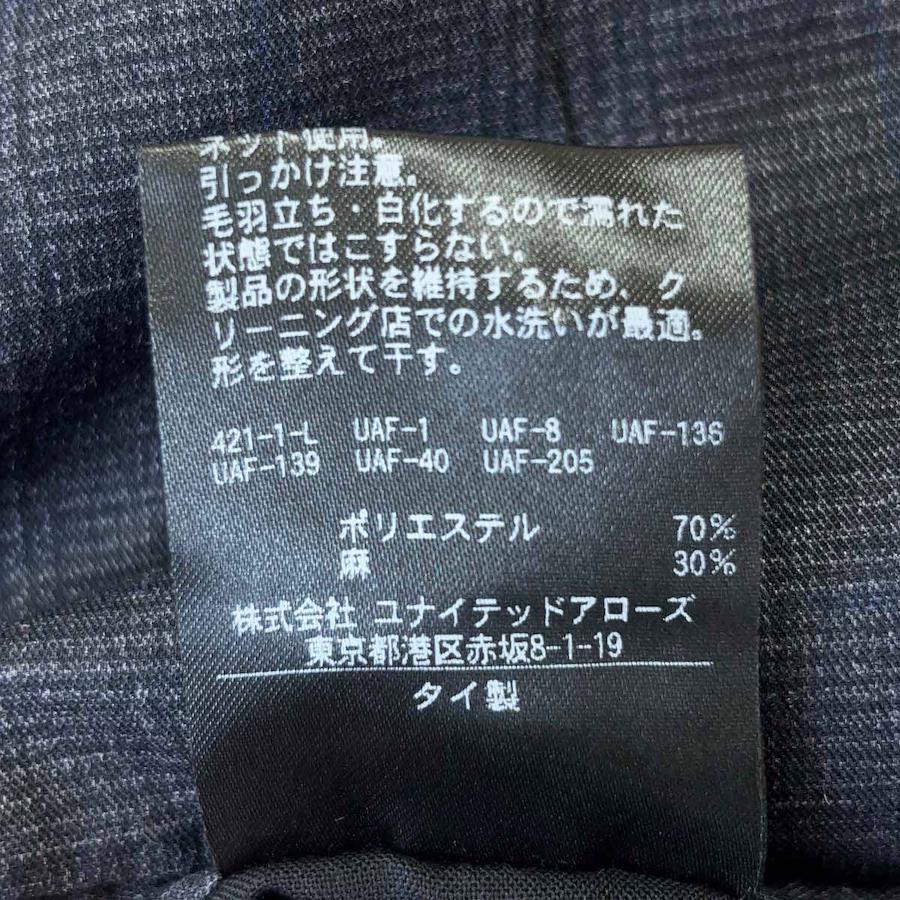 ネット使用。
引っかけ注意。
毛羽立ち・白化するので濡れた
状態ではこすらない。
製品の形状を維持するため、ク
リーニング店での水洗いが最適。
形を整えて干す。
421-1-L UAF-1 UAF-8 UAF-136
UAF-139 UAF-40 UAF-205
ポリエステル 70%
麻 30%
株式会社 ユナイテッドアローズ
東京都港区赤坂8-1-19
タイ製